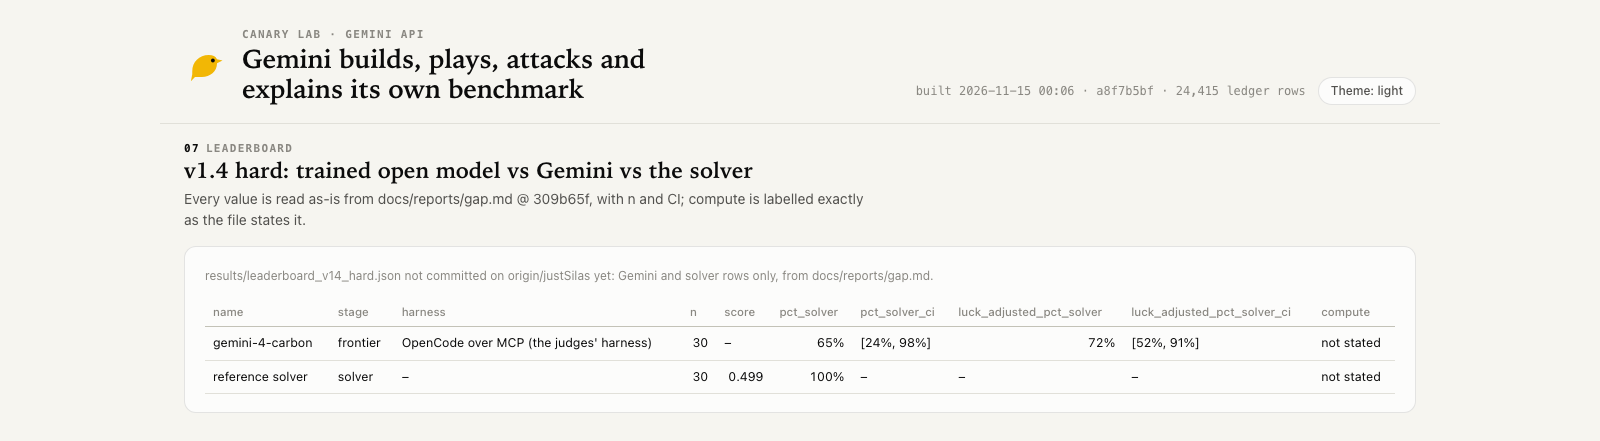 CANARY LAB · GEMINI API
Gemini builds, plays, attacks and
explains its own benchmark
built 2026-11-15 00:06 · a8f7b5bf · 24,415 ledger rows
Theme: light
07 LEADERBOARD
v1.4 hard: trained open model vs Gemini vs the solver
Every value is read as-is from docs/reports/gap.md @ 309b65f, with n and CI; compute is labelled exactly
as the file states it.
results/leaderboard_v14_hard.json not committed on origin/justSilas yet: Gemini and solver rows only, from docs/reports/gap.md.
name stage harness n score pct_solver pct_solver_ci luck_adjusted_pct_solver luck_adjusted_pct_solver_ci compute
gemini-4-carbon frontier OpenCode over MCP (the judges' harness) 30 – 65% [24%, 98%] 72% [52%, 91%] not stated
reference solver solver – 30 0.499 100% – – – not stated